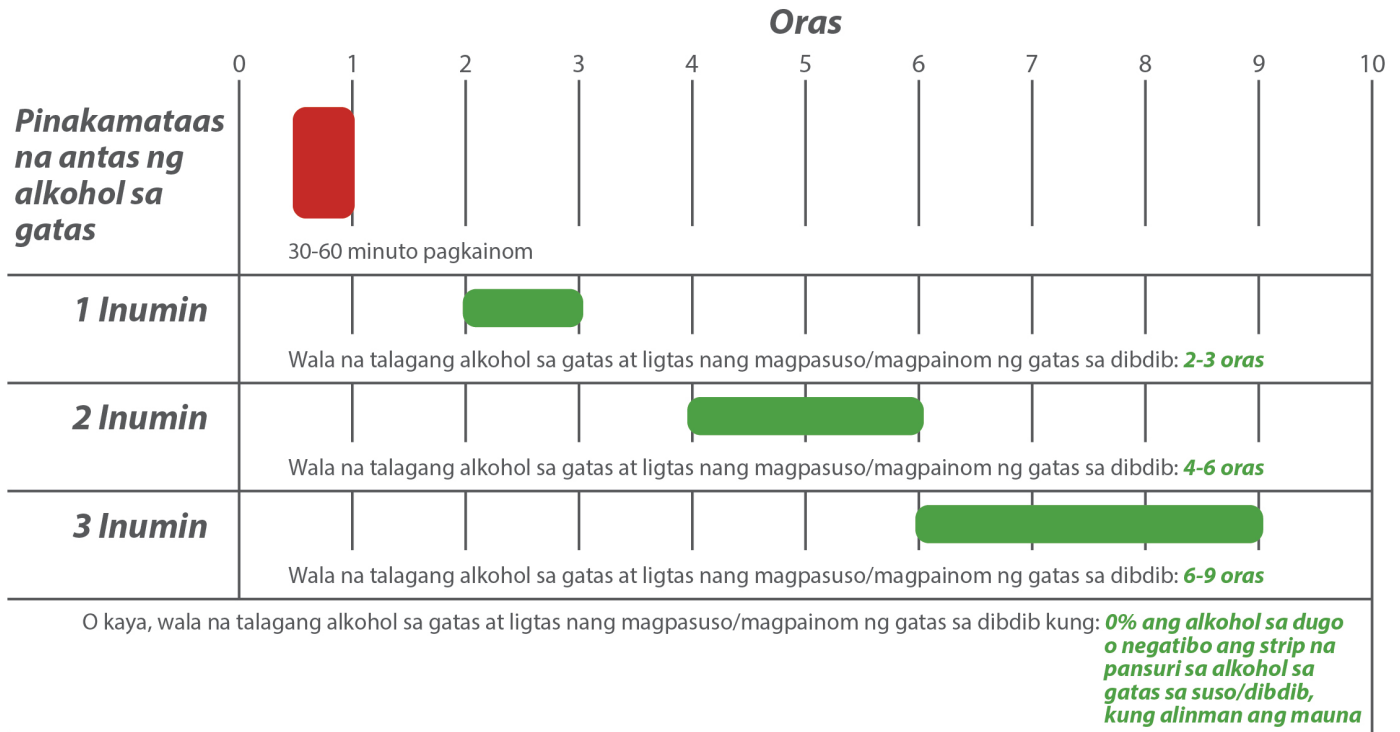 Oras
0 1 2 3 4 5 6 7 8 9 10
Pinakamataas
na antas ng
alkohol sa
gatas
30-60 minuto pagkainom
1 Inumin
Wala na talagang alkohol sa gatas at ligtas nang magpasuso/magpainom ng gatas sa dibdib: 2-3 oras
2 Inumin
Wala na talagang alkohol sa gatas at ligtas nang magpasuso/magpainom ng gatas sa dibdib: 4-6 oras
3 Inumin
Wala na talagang alkohol sa gatas at ligtas nang magpasuso/magpainom ng gatas sa dibdib: 6-9 oras
O kaya, wala na talagang alkohol sa gatas at ligtas nang magpasuso/magpainom ng gatas sa dibdib kung: 0% ang alkohol sa dugo
o negatibo ang strip na
pansuri sa alkohol sa
gatas sa suso/dibdib,
kung alinman ang mauna